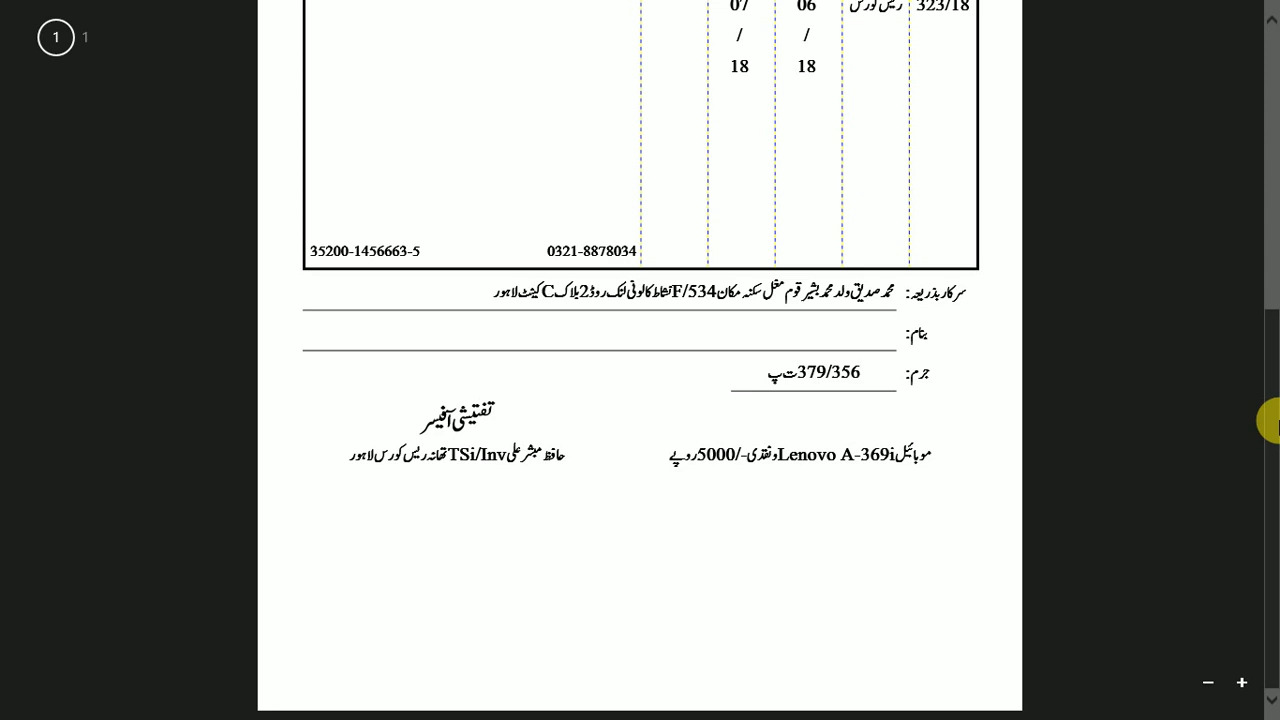 1 1
323/18 ریس کورس 06 07
/ /
18 18
0321-8878034 35200-1456663-5
سرکار بذریعہ: محمد صدیق ولد محمد بشیر قوم مغل سکنہ مکان F/534 نشاط کالونی لنک روڈ 2 بلاک C کینٹ لاہور
بنام:
جرم: 379/356 ت پ
تفتیشی آفیسر
موبائیل Lenovo A-369i و نقدی -/5000 روپے
حافظ مبشر علی TSi/Inv تھانہ ریس کورس لاہور